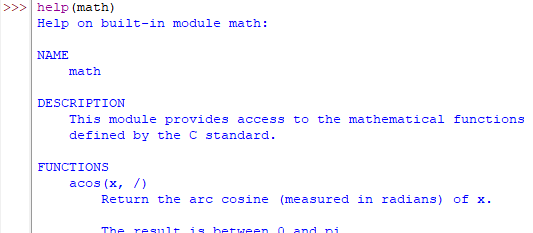 >>> help(math)
Help on built-in module math:
NAME
math
DESCRIPTION
This module provides access to the mathematical functions
defined by the C standard.
FUNCTIONS
acos(x, /)
Return the arc cosine (measured in radians) of x.
The result is between 0 and pi